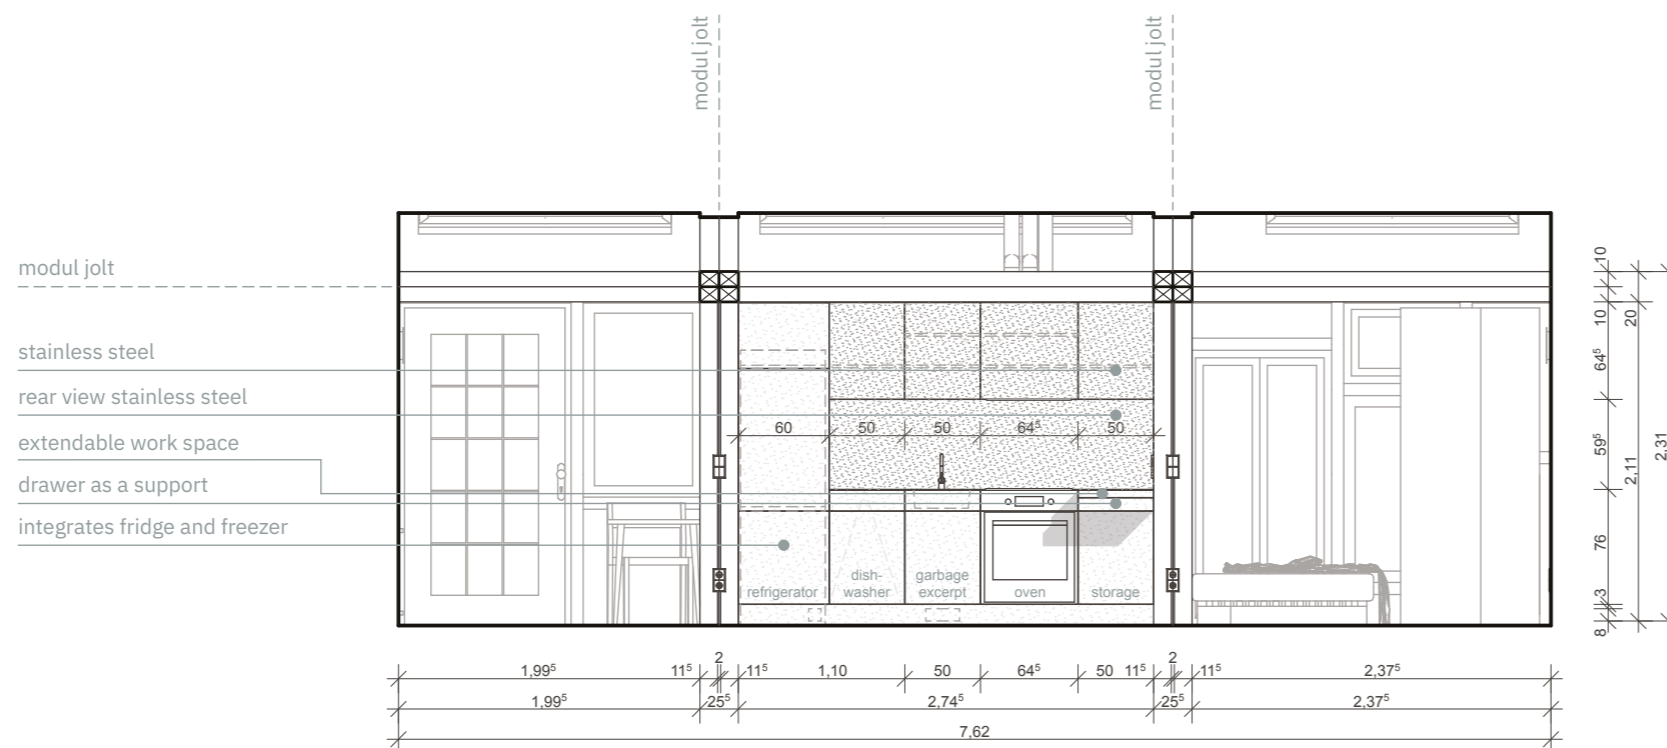 modul jolt
modul jolt
modul jolt
stainless steel
rear view stainless steel
extendable work space
drawer as a support
integrates fridge and freezer
60 50 50 64⁵ 50
refrigerator
dish-
washer
garbage
excerpt
oven
storage
10
10
64⁵
59⁵
76
3
8
20
2,11
2,31
1,99⁵ 11⁵ 2 11⁵ 1,10 50 64⁵ 50 11⁵ 2 11⁵ 2,37⁵
1,99⁵ 25⁵ 2,74⁵ 25⁵ 2,37⁵
7,62